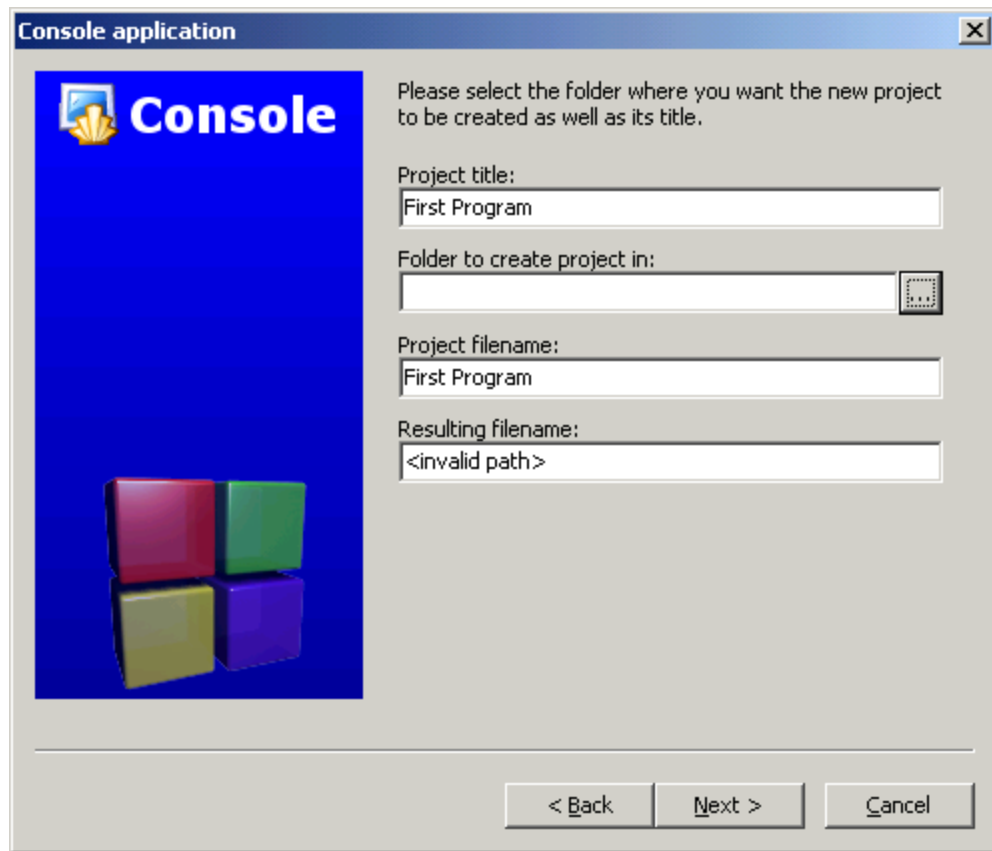 Console application
Console
Please select the folder where you want the new project
to be created as well as its title.
Project title:
First Program
Folder to create project in:
...
Project filename:
First Program
Resulting filename:
<invalid path>
< Back
Next >
Cancel